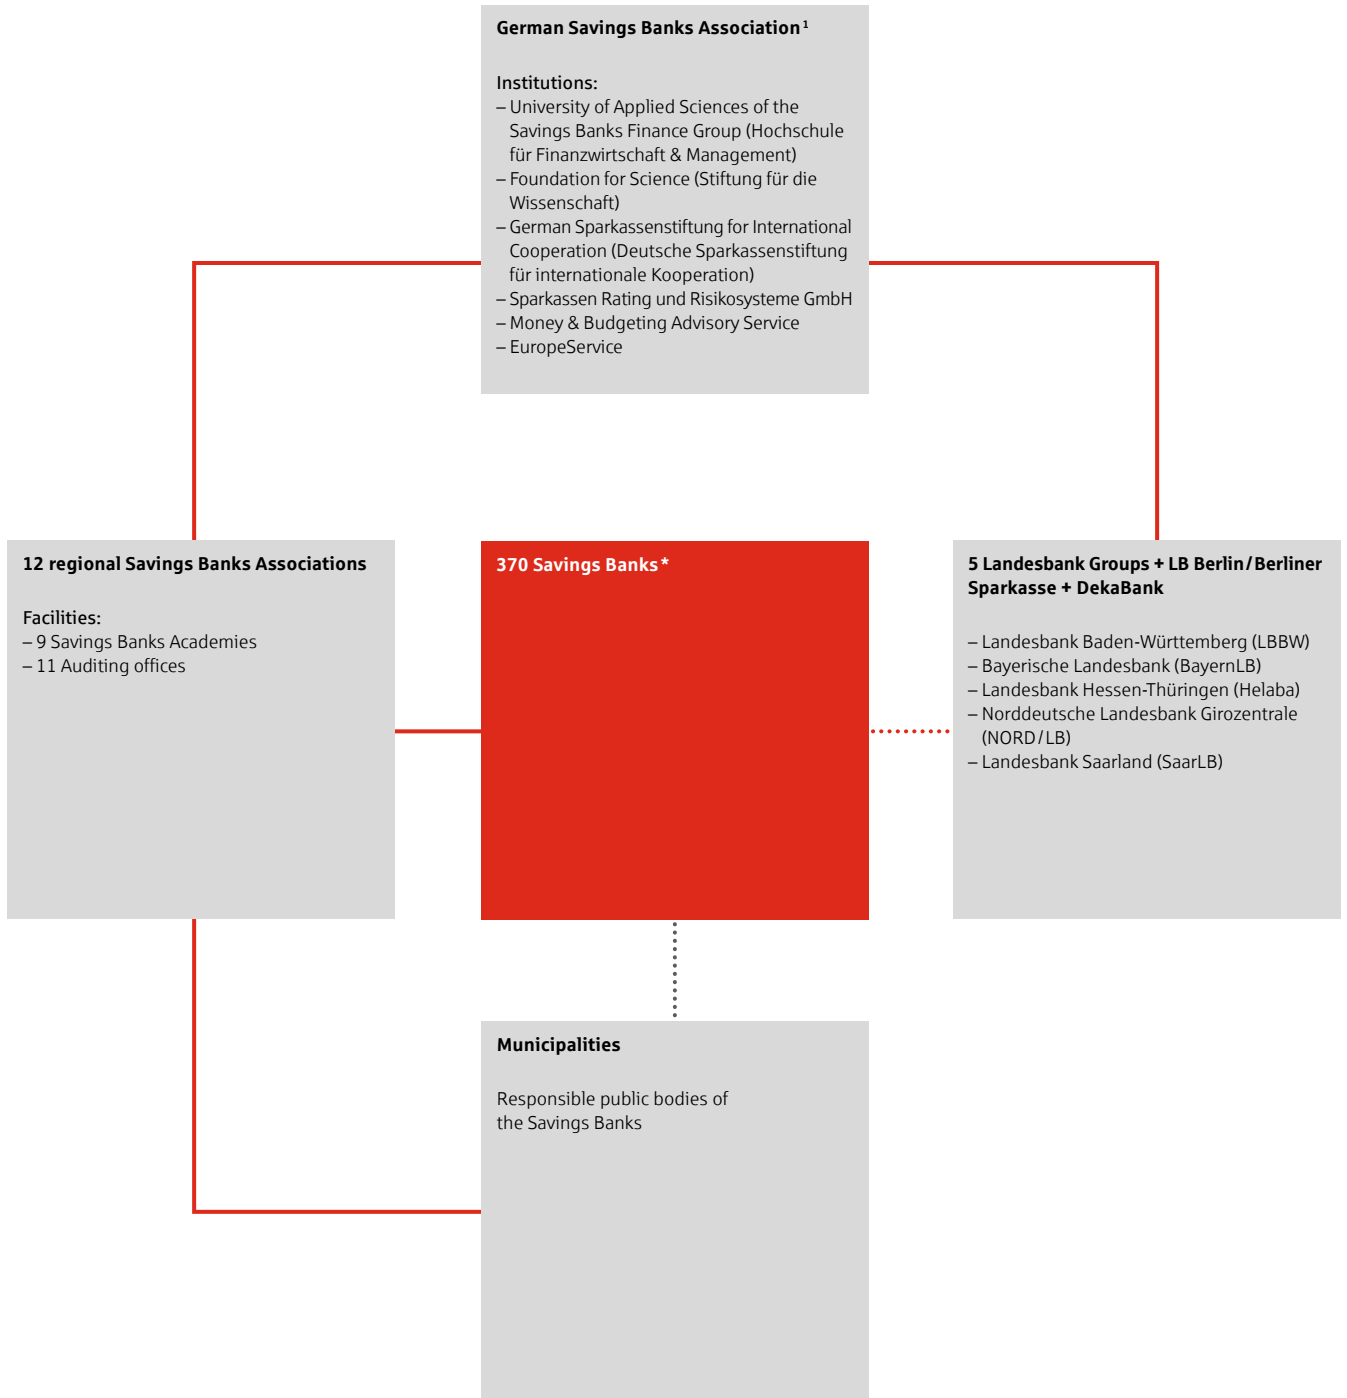 German Savings Banks Association¹
Institutions:
– University of Applied Sciences of the
Savings Banks Finance Group (Hochschule
für Finanzwirtschaft & Management)
– Foundation for Science (Stiftung für die
Wissenschaft)
– German Sparkassenstiftung for International
Cooperation (Deutsche Sparkassenstiftung
für internationale Kooperation)
– Sparkassen Rating und Risikosysteme GmbH
– Money & Budgeting Advisory Service
– EuropeService
12 regional Savings Banks Associations
Facilities:
– 9 Savings Banks Academies
– 11 Auditing offices
370 Savings Banks*
5 Landesbank Groups + LB Berlin/Berliner
Sparkasse + DekaBank
– Landesbank Baden-Württemberg (LBBW)
– Bayerische Landesbank (BayernLB)
– Landesbank Hessen-Thüringen (Helaba)
– Norddeutsche Landesbank Girozentrale
(NORD/LB)
– Landesbank Saarland (SaarLB)
Municipalities
Responsible public bodies of
the Savings Banks